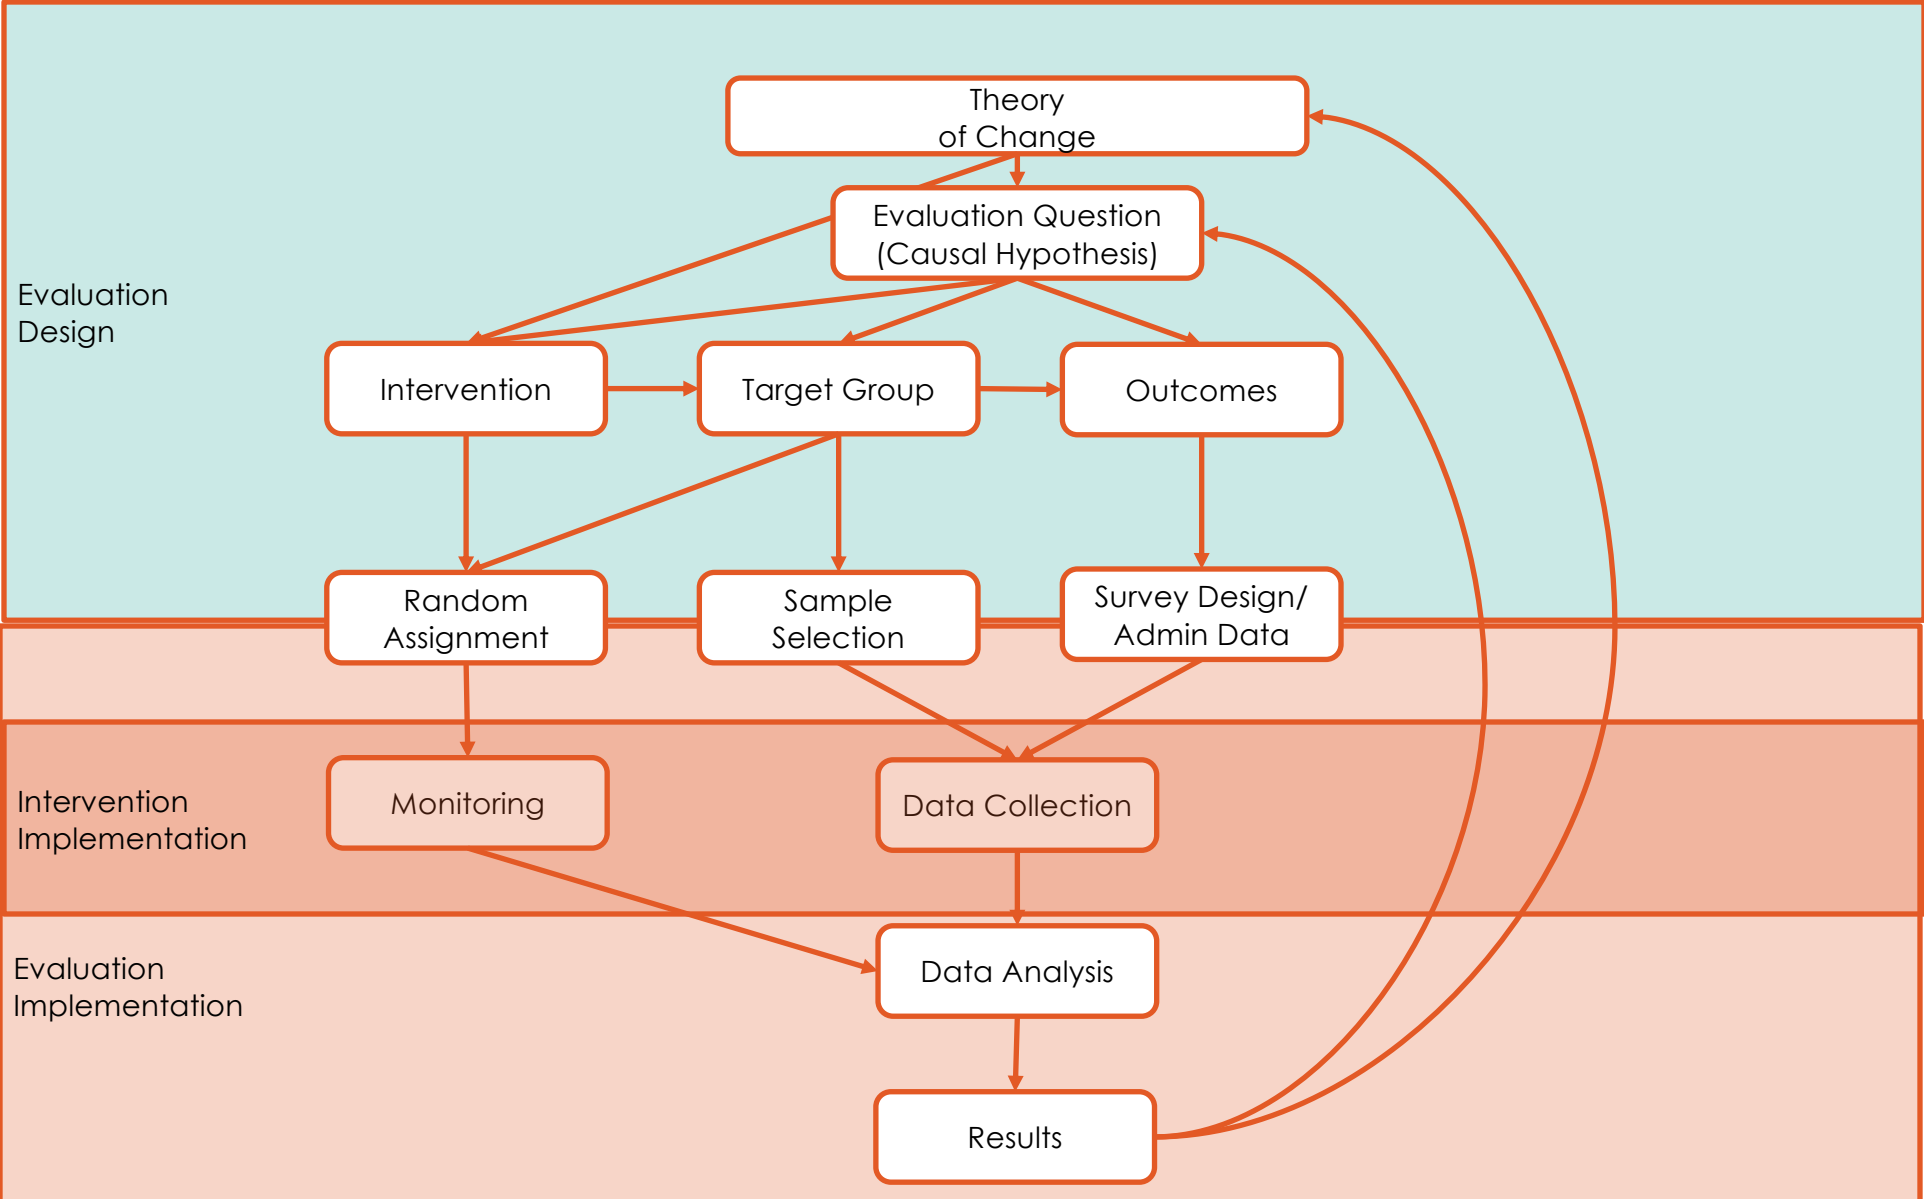 Theory
of Change
Evaluation Question
(Causal Hypothesis)
Evaluation
Design
Intervention
Target Group
Outcomes
Random
Assignment
Sample
Selection
Survey Design/
Admin Data
Intervention
Implementation
Monitoring
Data Collection
Evaluation
Implementation
Data Analysis
Results